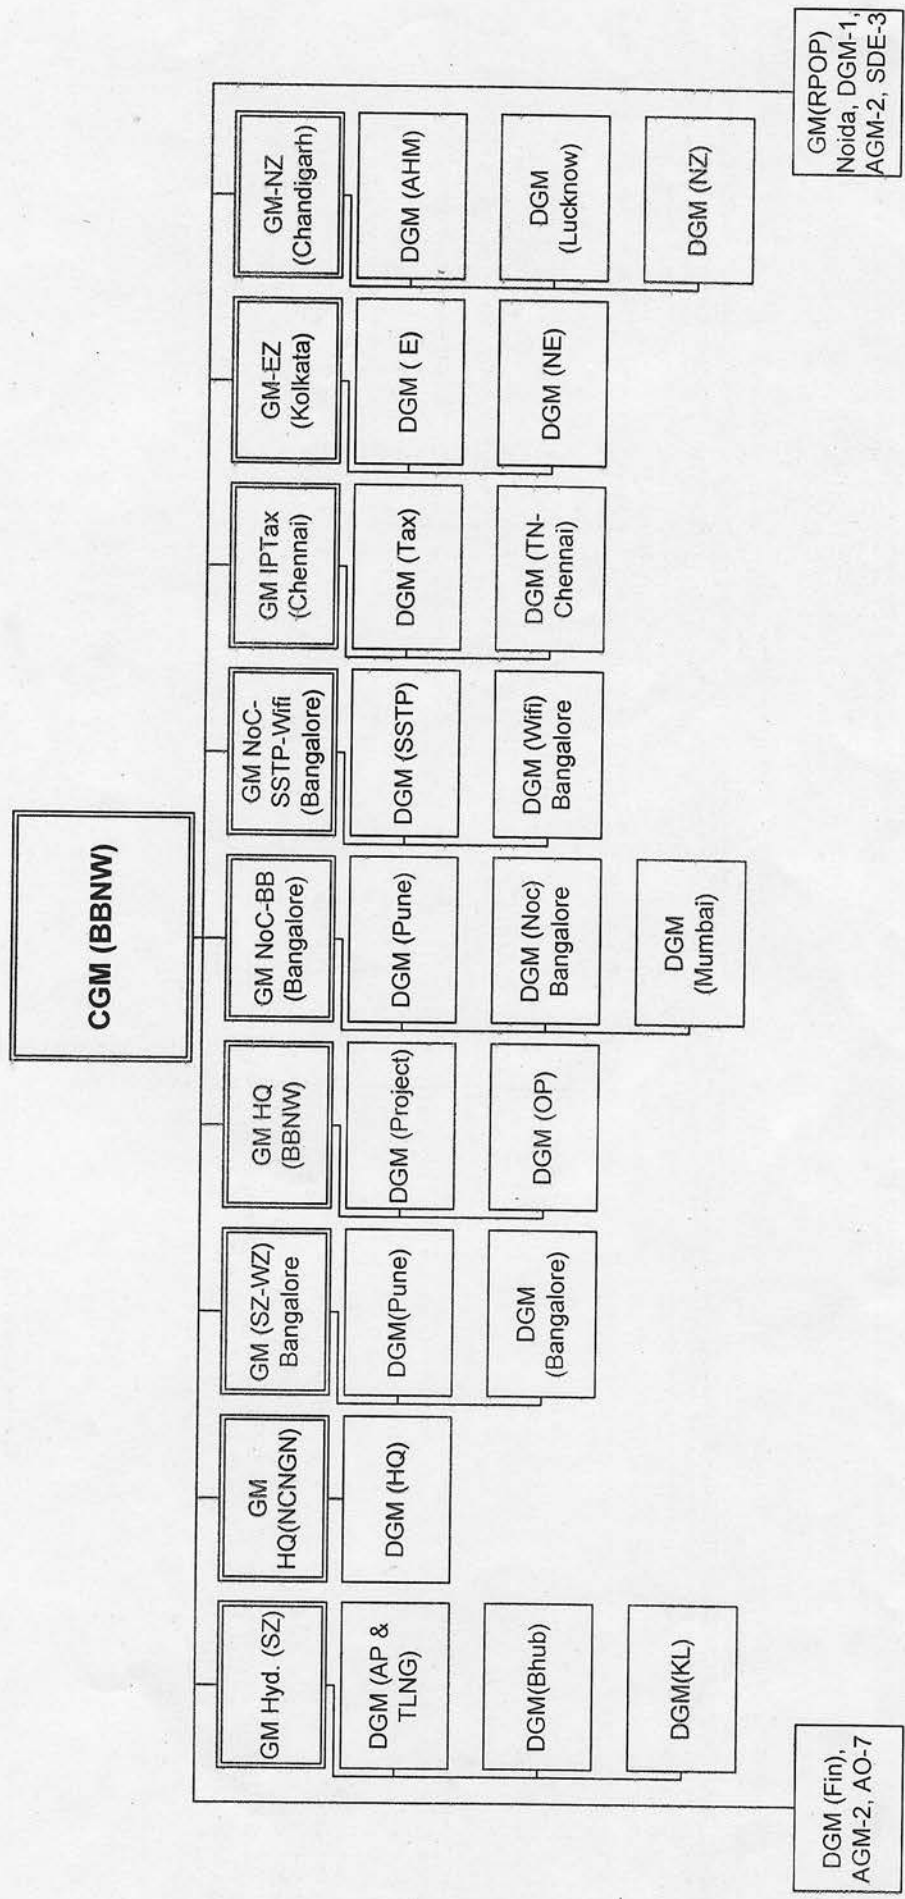 CGM (BBNW)
GM Hyd. (SZ)
GM
HQ(NCNGN)
GM (SZ-WZ)
Bangalore
GM HQ
(BBNW)
GM NoC-BB
(Bangalore)
GM NoC-
SSTP-Wifi
(Bangalore)
GM IPTax
(Chennai)
GM-EZ
(Kolkata)
GM-NZ
(Chandigarh)
DGM (AP &
TLNG)
DGM (HQ)
DGM(Pune)
DGM (Project)
DGM (Pune)
DGM (SSTP)
DGM (Tax)
DGM ( E)
DGM (AHM)
DGM(Bhub)
DGM
(Bangalore)
DGM (OP)
DGM (Noc)
Bangalore
DGM (Wifi)
Bangalore
DGM (TN-
Chennai)
DGM (NE)
DGM
(Lucknow)
DGM(KL)
DGM
(Mumbai)
DGM (NZ)
DGM (Fin),
AGM-2, AO-7
GM(RPOP)
Noida, DGM-1,
AGM-2, SDE-3